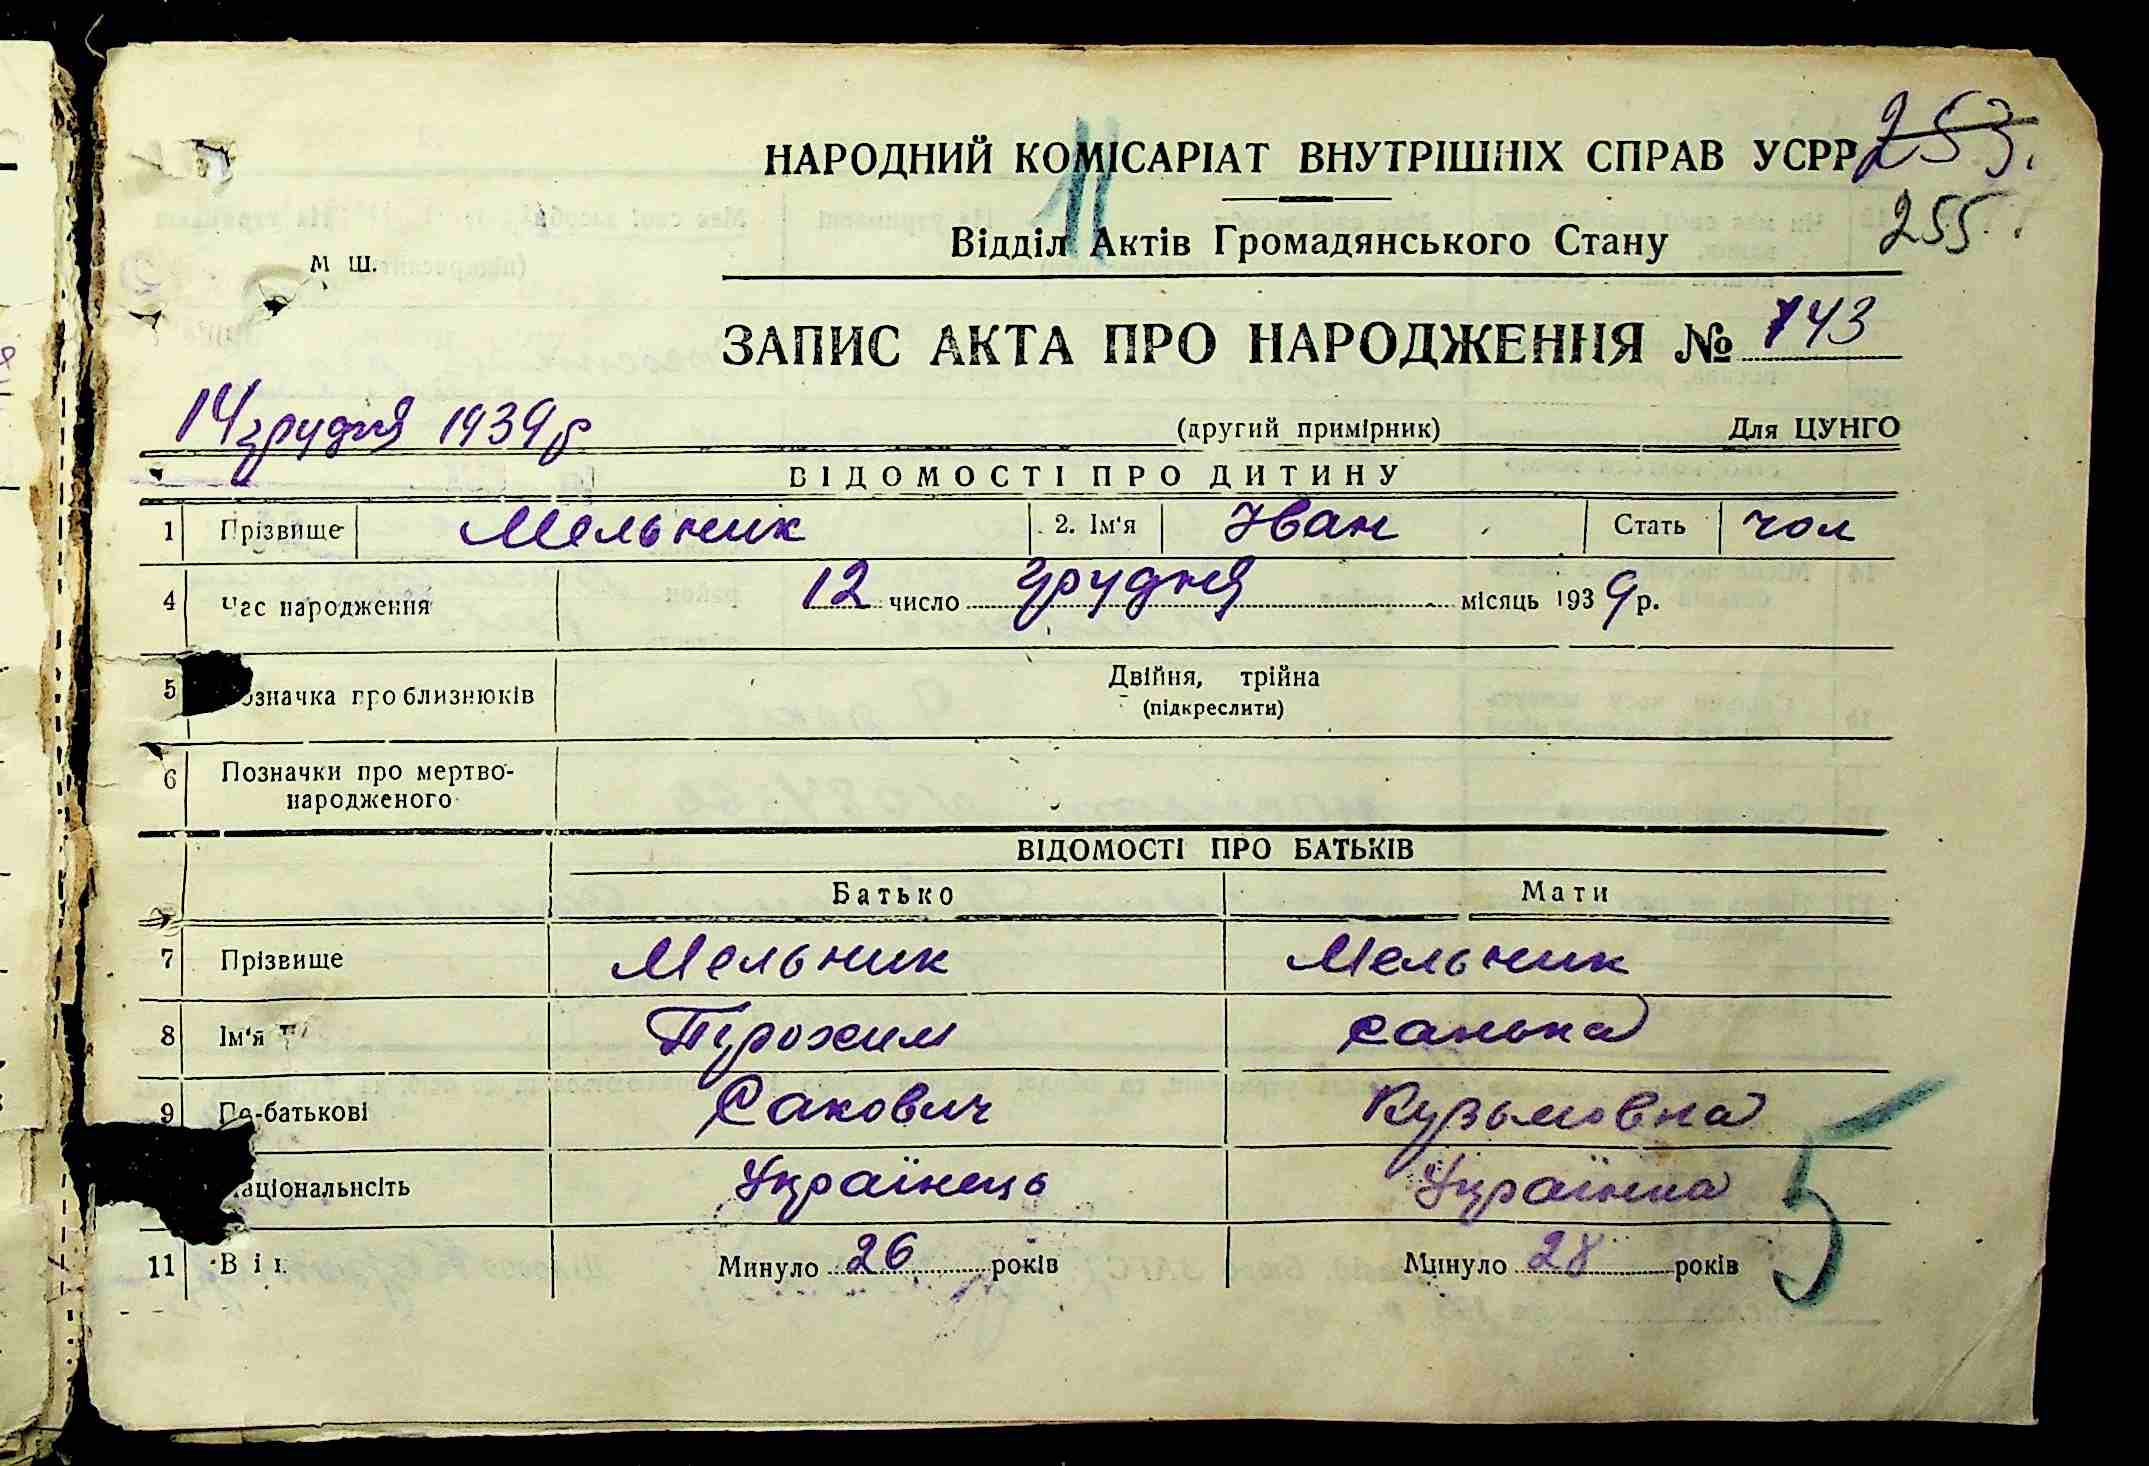 НАРОДНИЙ КОМІСАРІАТ ВНУТРІШНІХ СПРАВ УСРР 253.
11
255
Відділ Актів Громадянського Стану
М Ш.
ЗАПИС АКТА ПРО НАРОДЖЕННЯ № 143
14 грудня 1939 р (другий примірник) Для ЦУНГО
ВІДОМОСТІ ПРО ДИТИНУ
1 Прізвище Мельник 2. Ім'я Іван Стать чол
4 Час народження 12 число грудня місяць 1939 р.
5 означка про близнюків Двійня, трійна
(підкреслити)
6 Позначки про мертво-
народженого
ВІДОМОСТІ ПРО БАТЬКІВ
Батько Мати
7 Прізвище Мельник Мельник
8 Ім'я Трохим Санька
9 По-батькові Сакович Кузьмовна
аціональнсіть Українець Українка
5
11 Вік Минуло 26 років Минуло 28 років